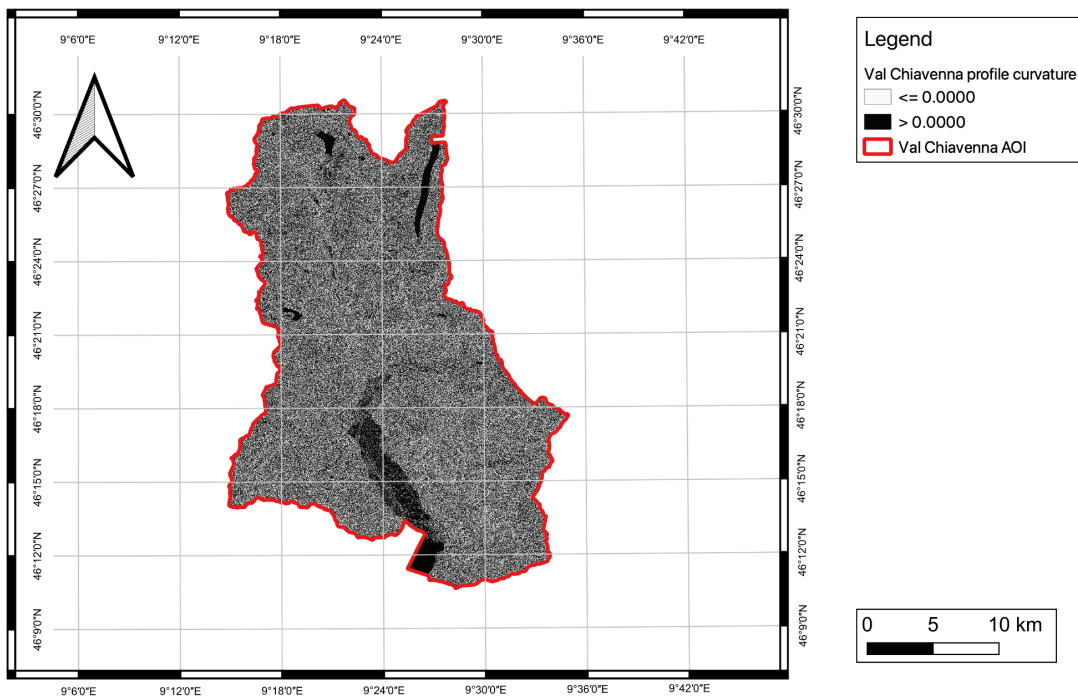 9°6'0"E 9°12'0"E 9°18'0"E 9°24'0"E 9°30'0"E 9°36'0"E 9°42'0"E
46°30'0"N
46°27'0"N
46°24'0"N
46°21'0"N
46°18'0"N
46°15'0"N
46°12'0"N
46°9'0"N
46°30'0"N
46°27'0"N
46°24'0"N
46°21'0"N
46°18'0"N
46°15'0"N
46°12'0"N
46°9'0"N
9°6'0"E 9°12'0"E 9°18'0"E 9°24'0"E 9°30'0"E 9°36'0"E 9°42'0"E
Legend
Val Chiavenna profile curvature
<= 0.0000
> 0.0000
Val Chiavenna AOI
0 5 10 km